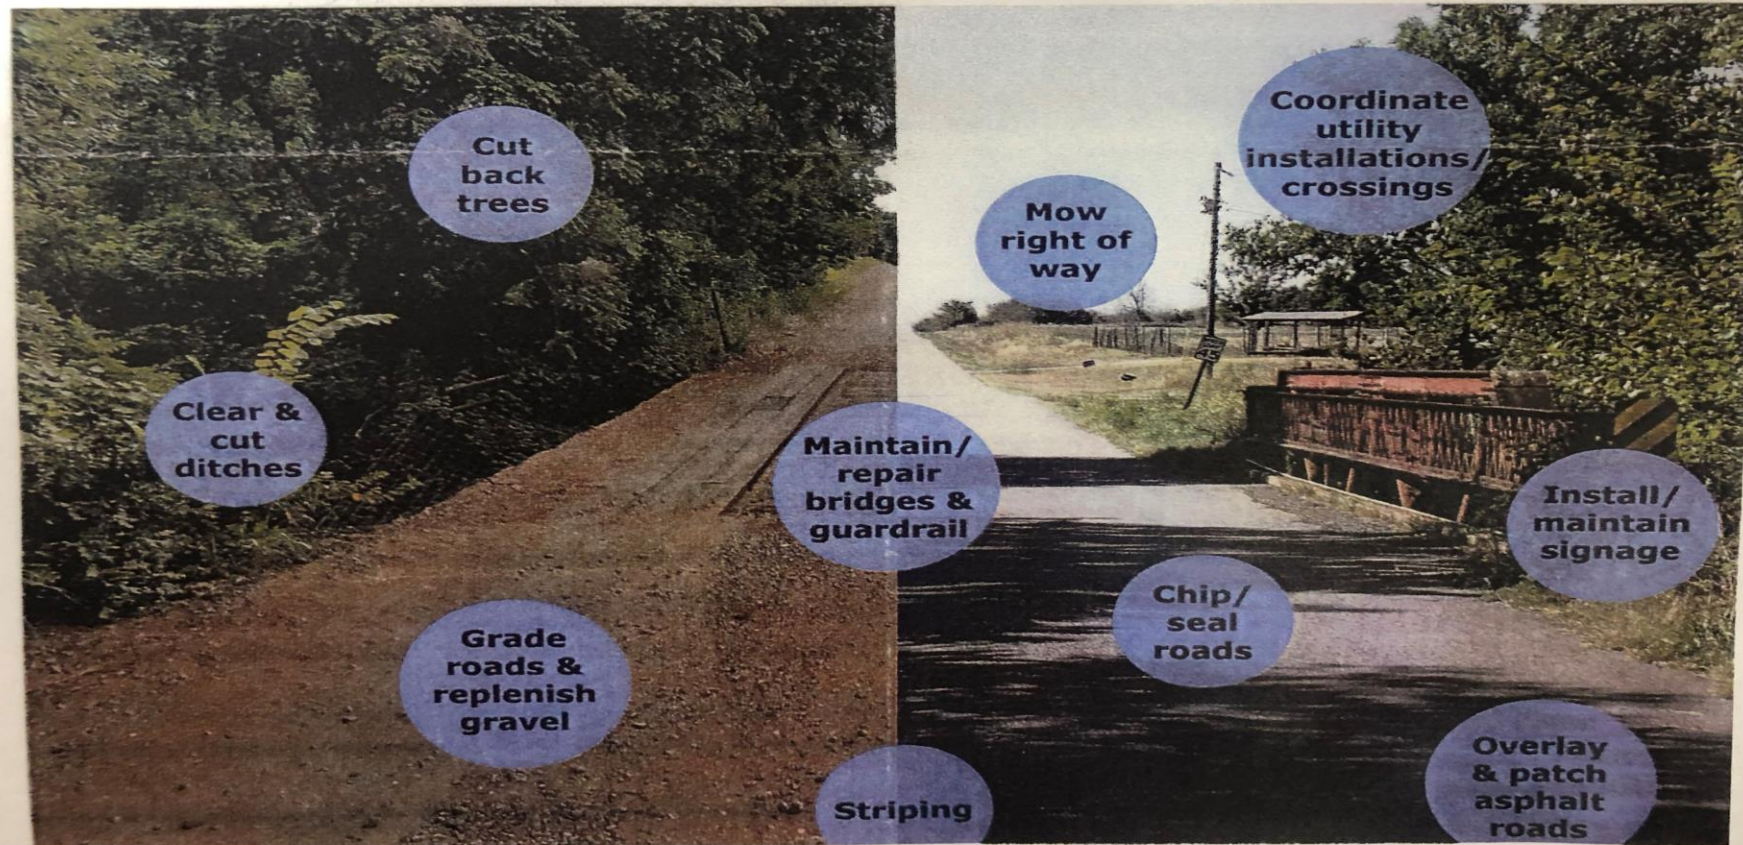 Cut
back
trees
Coordinate
utility
installations/
crossings
Mow
right of
way
45
Clear &
cut
ditches
Maintain/
repair
bridges &
guardrail
Install/
maintain
signage
Chip/
seal
roads
Grade
roads &
replenish
gravel
Striping
Overlay
& patch
asphalt
roads